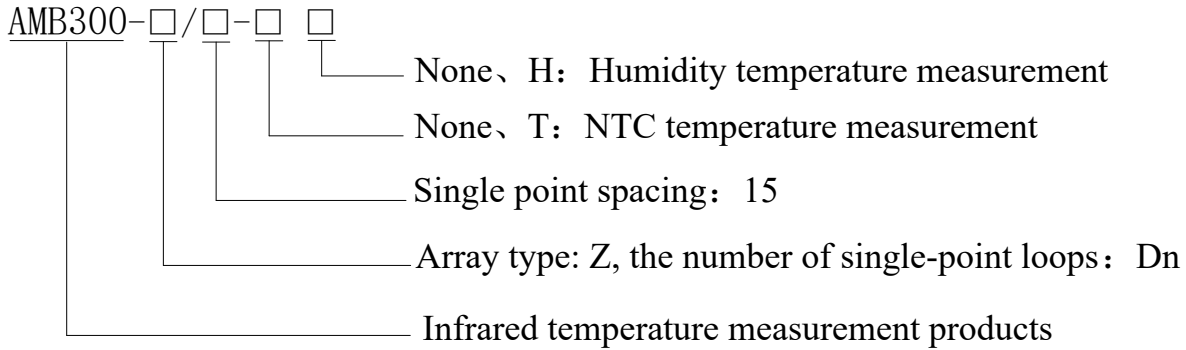 AMB300-□/□-□ □
None、H：Humidity temperature measurement
None、T：NTC temperature measurement
Single point spacing：15
Array type: Z, the number of single-point loops：Dn
Infrared temperature measurement products